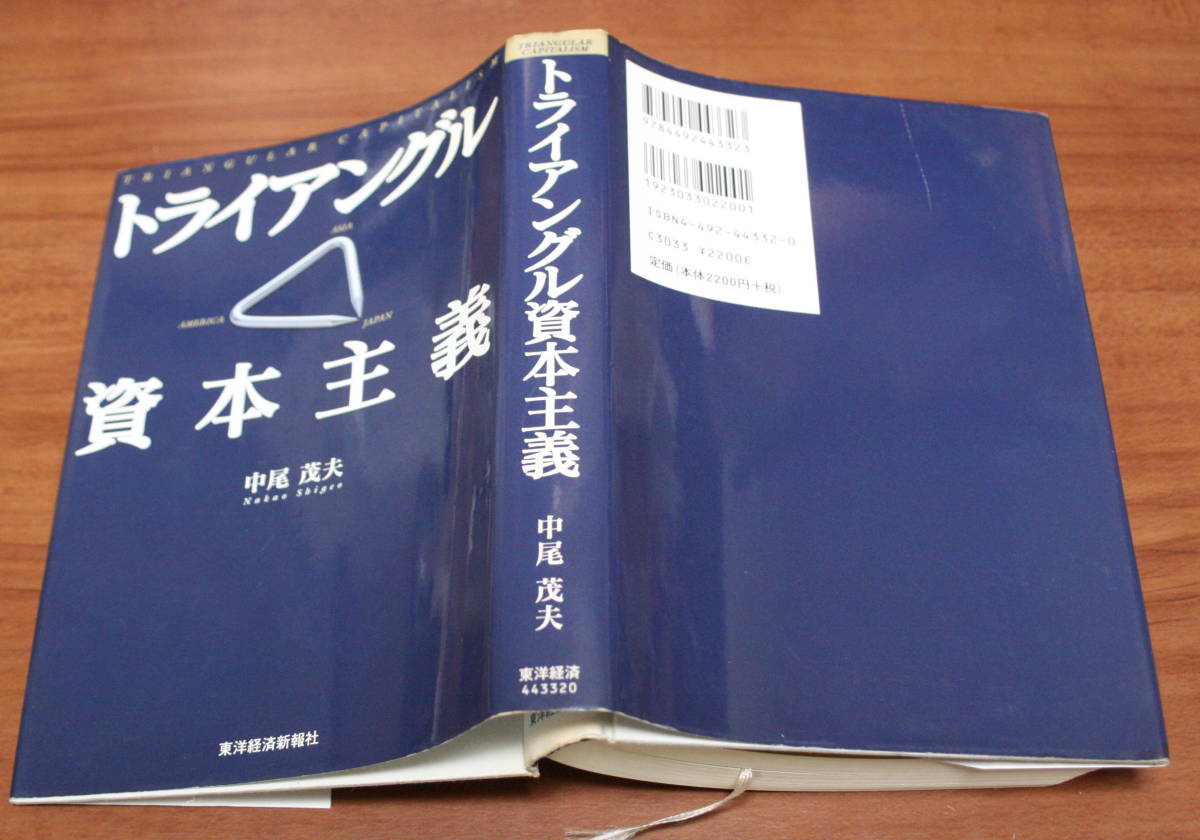 TRIANGULAR CAPITALISM
トライアングル
ASIA
AMERICA
JAPAN
資本主義
中尾 茂夫
Nakao Shigeo
東洋経済新報社
TRIANGULAR
CAPITALISM
トライアングル資本主義
中尾 茂夫
東洋経済
443320
9784492443323
1923033022001
ISBN4-492-44332-0
C3033 ¥2200E
定価(本体2200円+税)